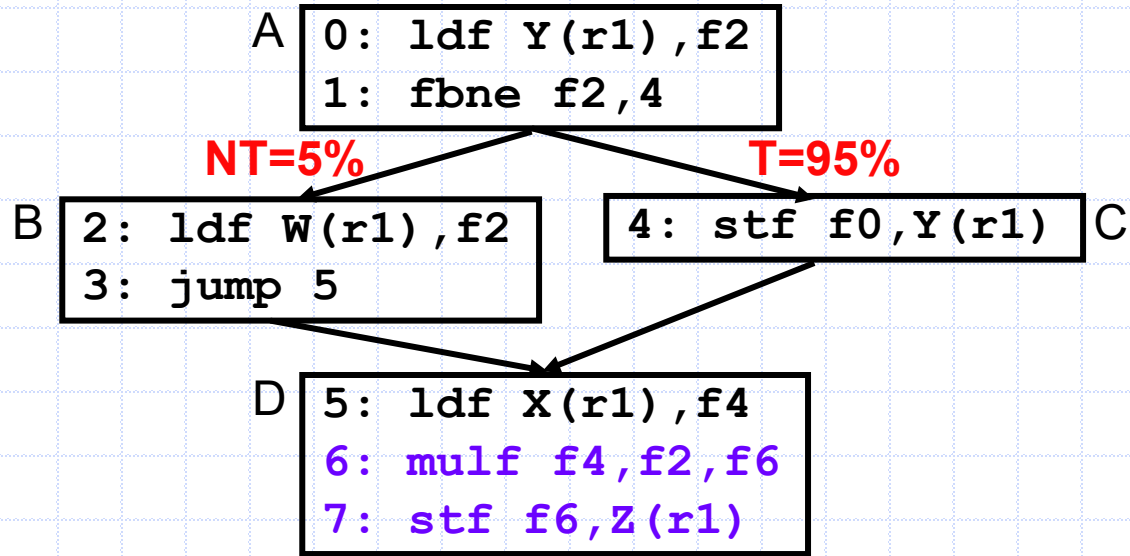 A
0: ldf Y(r1),f2
1: fbne f2,4
NT=5%
T=95%
B
2: ldf W(r1),f2
3: jump 5
4: stf f0,Y(r1)
C
D
5: ldf X(r1),f4
6: mulf f4,f2,f6
7: stf f6,Z(r1)